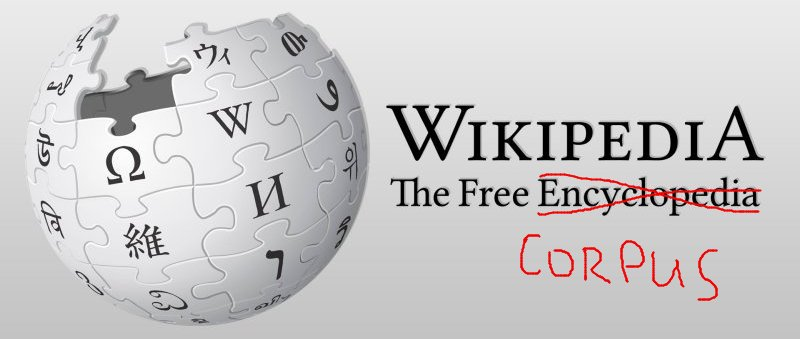 WIKIPEDIA
The Free Encyclopedia
CORPUS
ウィ
W
Ω
И
維